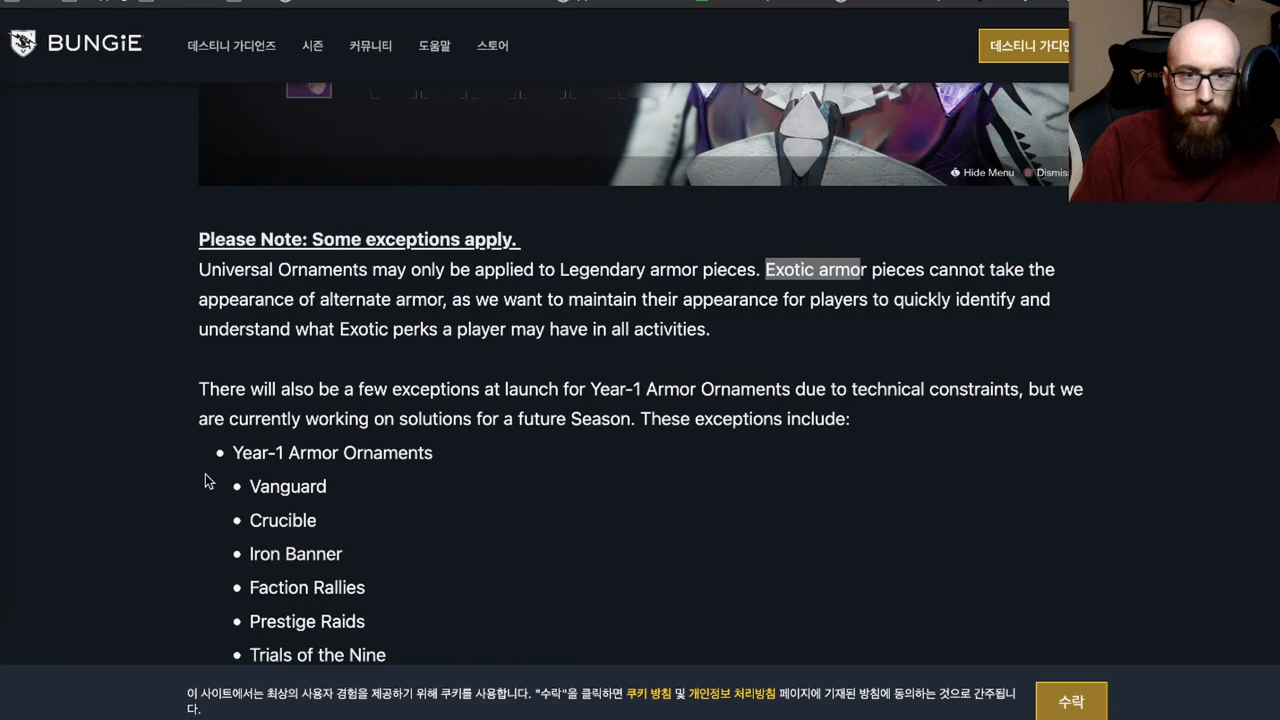 BUNGiE
데스티니 가디언즈
시즌
커뮤니티
도움말
스토어
데스티니
Hide Menu
Please Note: Some exceptions apply.
Universal Ornaments may only be applied to Legendary armor pieces. Exotic armor pieces cannot take the
appearance of alternate armor, as we want to maintain their appearance for players to quickly identify and
understand what Exotic perks a player may have in all activities.
There will also be a few exceptions at launch for Year-1 Armor Ornaments due to technical constraints, but we
are currently working on solutions for a future Season. These exceptions include:
Year-1 Armor Ornaments
Vanguard
Crucible
Iron Banner
Faction Rallies
Prestige Raids
Trials of the Nine
이 사이트에서는 최상의 사용자 경험을 제공하기 위해 쿠키를 사용합니다. "수락"을 클릭하면 쿠키 방침 및 개인정보 처리방침 페이지에 기재된 방침에 동의하는 것으로 간주됩니
다.
수락